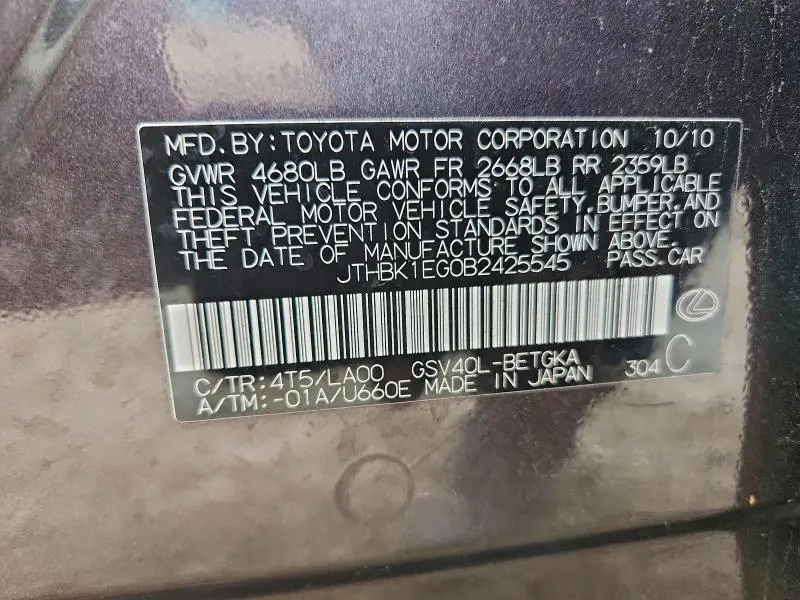 MFD.BY:TOYOTA MOTOR CORPORATION 10/10
GVWR 4680LB GAWR FR 2668LB RR 2359LB
THIS VEHICLE CONFORMS TO ALL APPLICABLE
FEDERAL MOTOR VEHICLE SAFETY,BUMPER,AND
THEFT PREVENTION STANDARDS IN EFFECT ON
THE DATE OF MANUFACTURE SHOWN ABOVE.
JTHBK1EG0B2425545 PASS.CAR
C/TR:4T5/LA00 GSV40L-BETGKA
A/TM:-01A/U660E MADE IN JAPAN 304 C